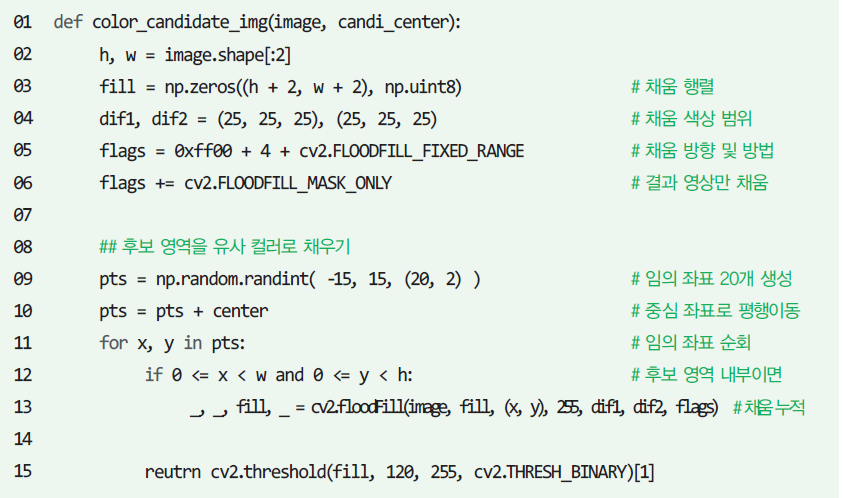 01 def color_candidate_img(image, candi_center):
02 h, w = image.shape[:2]
03 fill = np.zeros((h + 2, w + 2), np.uint8) # 채움 행렬
04 dif1, dif2 = (25, 25, 25), (25, 25, 25) # 채움 색상 범위
05 flags = 0xff00 + 4 + cv2.FLOODFILL_FIXED_RANGE # 채움 방향 및 방법
06 flags += cv2.FLOODFILL_MASK_ONLY # 결과 영상만 채움
07
08 ## 후보 영역을 유사 컬러로 채우기
09 pts = np.random.randint( -15, 15, (20, 2) ) # 임의 좌표 20개 생성
10 pts = pts + center # 중심 좌표로 평행이동
11 for x, y in pts: # 임의 좌표 순회
12 if 0 <= x < w and 0 <= y < h: # 후보 영역 내부이면
13 _, _, fill, _ = cv2.floodFill(image, fill, (x, y), 255, dif1, dif2, flags) # 채움 누적
14
15 reutrn cv2.threshold(fill, 120, 255, cv2.THRESH_BINARY)[1]